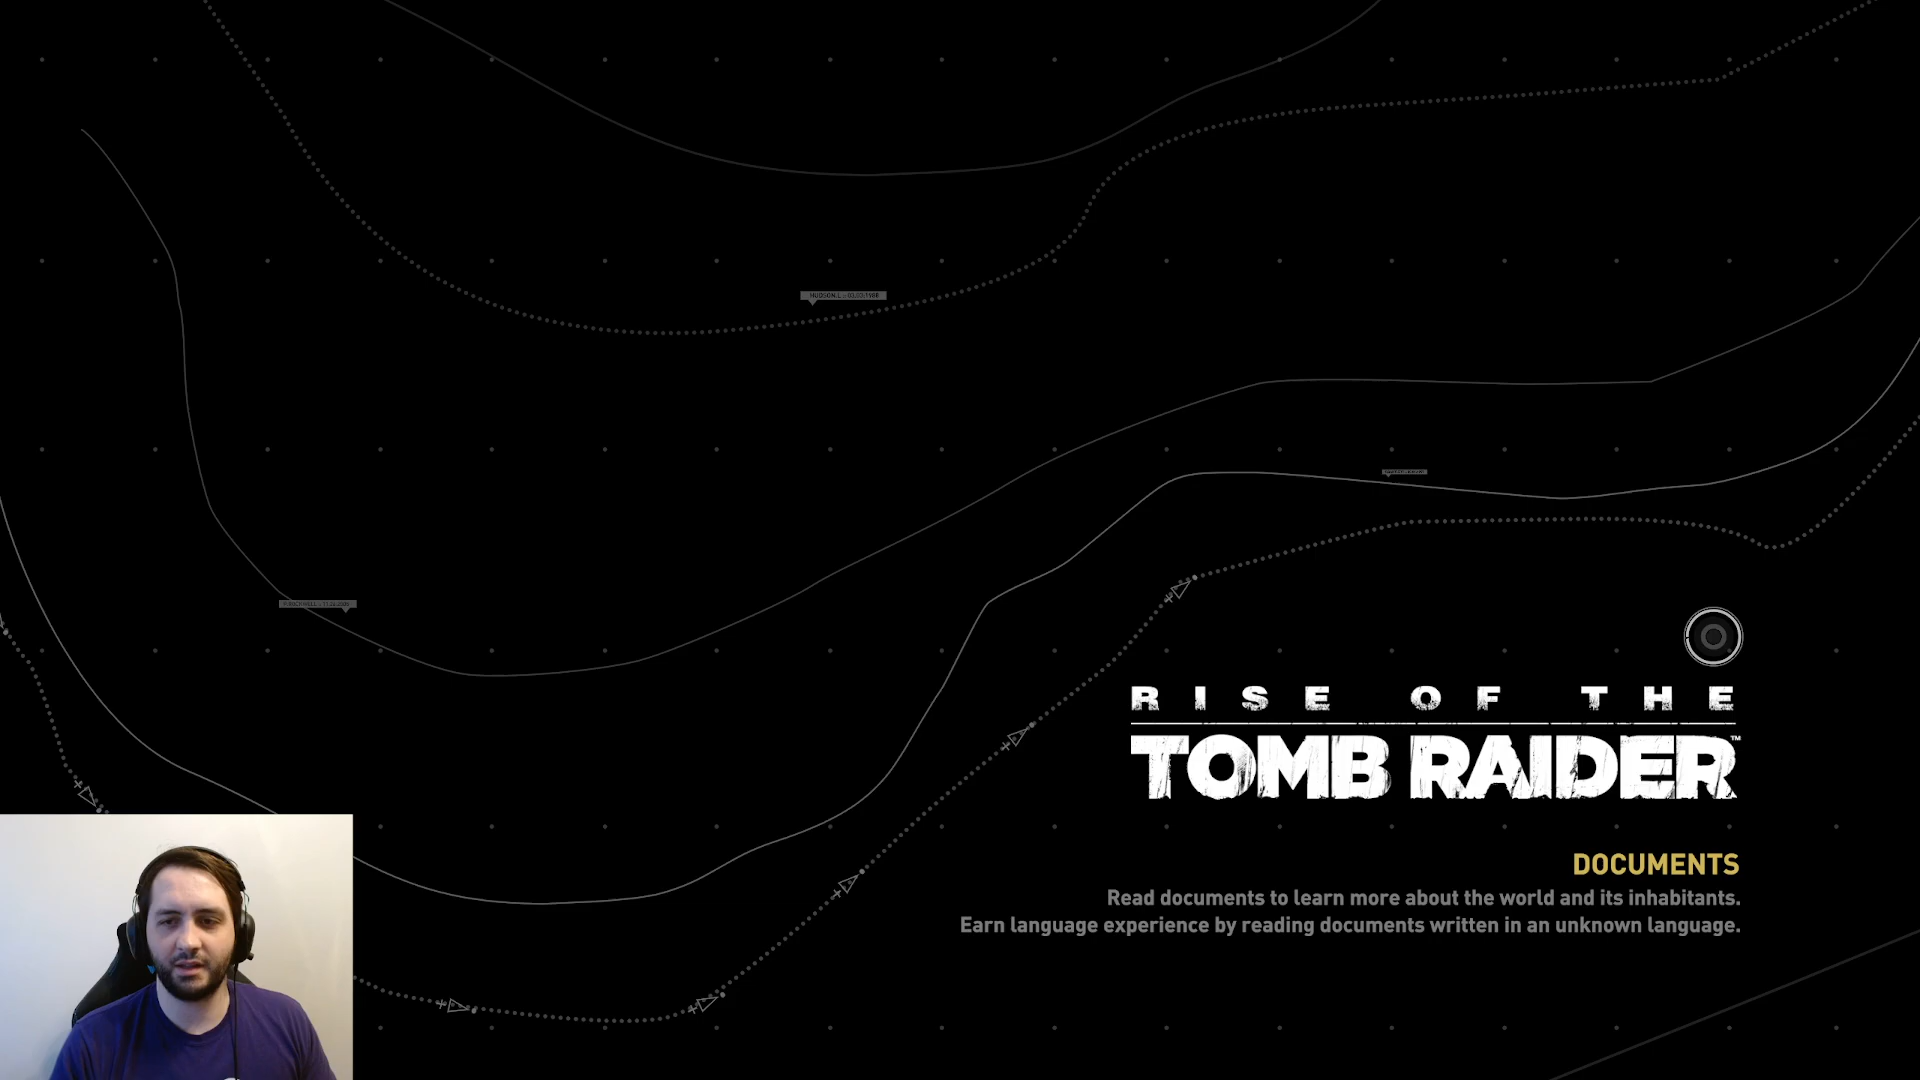 RISE OF THE
TOMB RAIDER™
DOCUMENTS
Read documents to learn more about the world and its inhabitants.
Earn language experience by reading documents written in an unknown language.